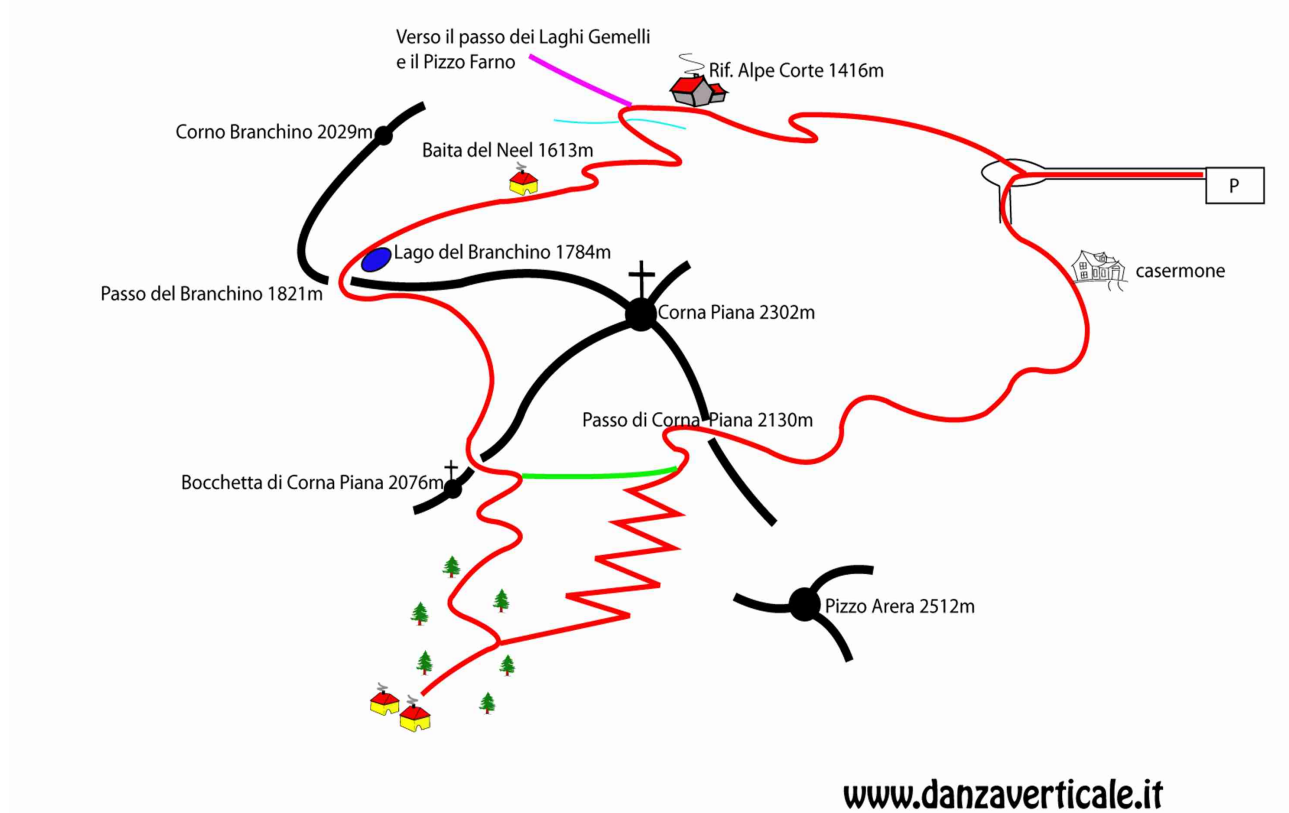 Verso il passo dei Laghi Gemelli
e il Pizzo Farno
Rif. Alpe Corte 1416m
Corno Branchino 2029m
Baita del Neel 1613m
P
Lago del Branchino 1784m
casermone
Passo del Branchino 1821m
Corna Piana 2302m
Passo di Corna Piana 2130m
Bocchetta di Corna Piana 2076m
Pizzo Arera 2512m
www.danzaverticale.it